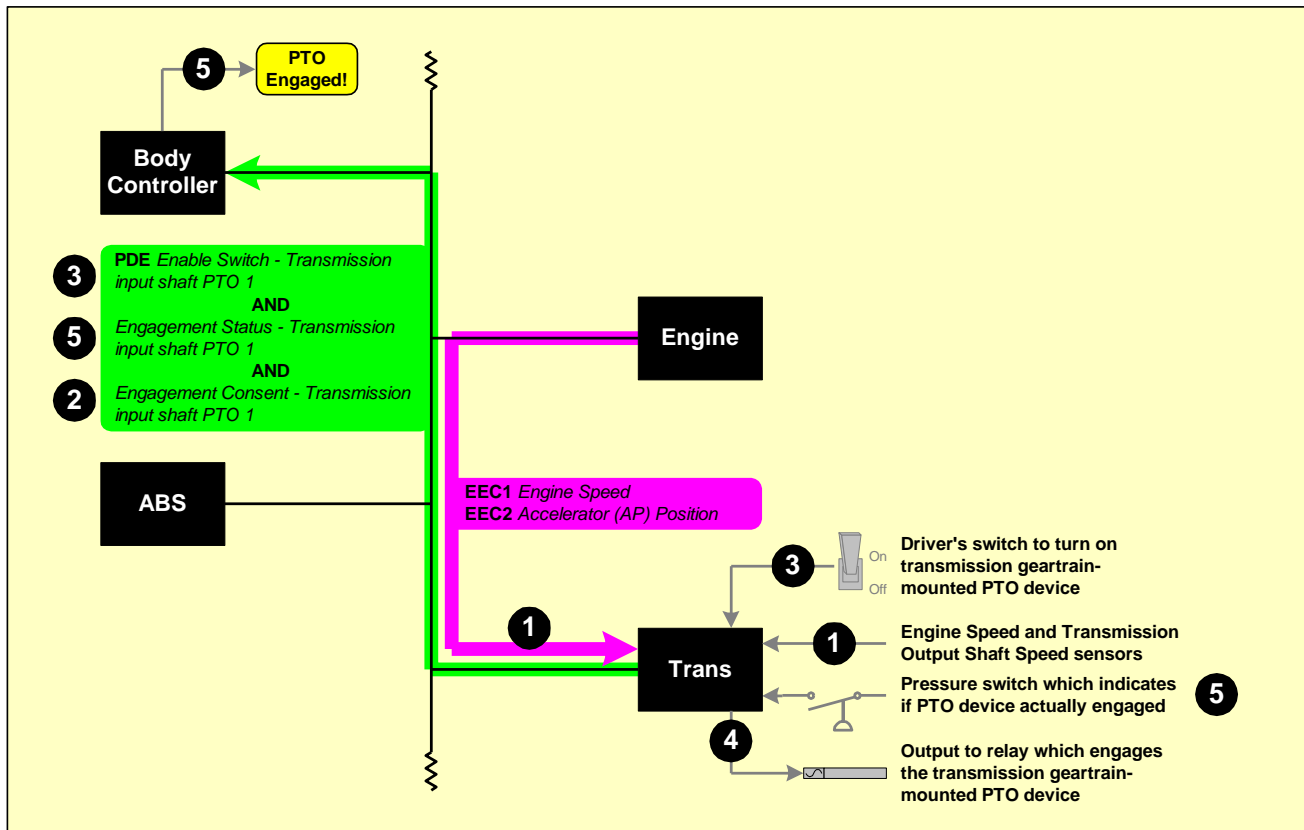 5
PTO
Engaged!
Body
Controller
3
PDE Enable Switch - Transmission
input shaft PTO 1
AND
5
Engagement Status - Transmission
input shaft PTO 1
AND
2
Engagement Consent - Transmission
input shaft PTO 1
Engine
ABS
EEC1 Engine Speed
EEC2 Accelerator (AP) Position
3
On
Off
Driver's switch to turn on
transmission geartrain-
mounted PTO device
1
Trans
1
Engine Speed and Transmission
Output Shaft Speed sensors
Pressure switch which indicates
if PTO device actually engaged
5
4
Output to relay which engages
the transmission geartrain-
mounted PTO device